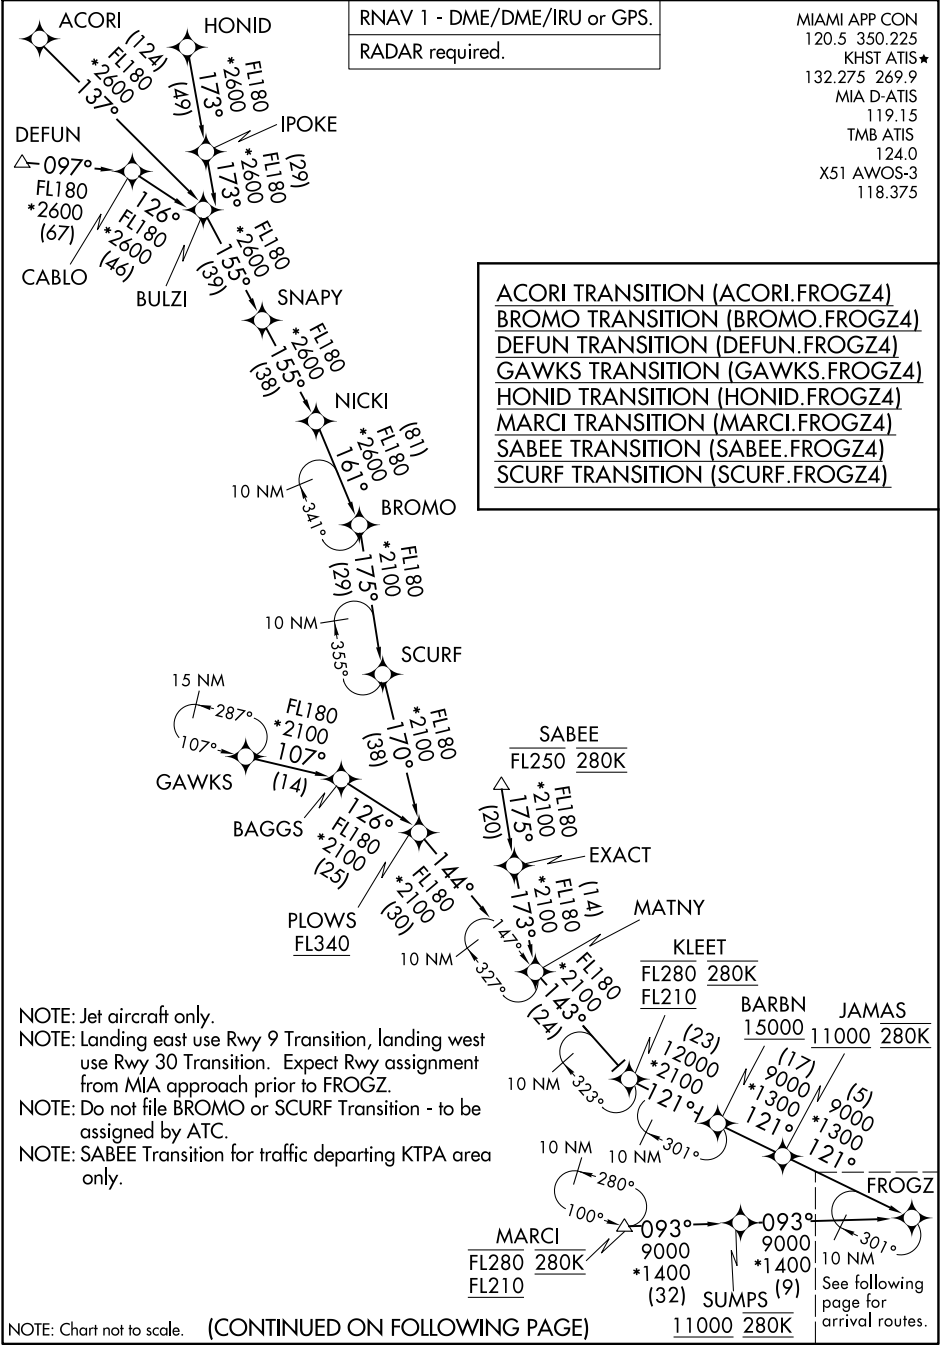 RNAV 1 - DME/DME/IRU or GPS.
RADAR required.
MIAMI APP CON
120.5 350.225
KHST ATIS★
132.275 269.9
MIA D-ATIS
119.15
TMB ATIS
124.0
X51 AWOS-3
118.375
ACORI
137°
FL180
*2600
(124)
HONID
173°
FL180
*2600
(49)
IPOKE
173°
FL180
*2600
(29)
DEFUN
097°
FL180
*2600
(67)
CABLO
126°
FL180
*2600
(46)
BULZI
155°
FL180
*2600
(39)
SNAPY
155°
FL180
*2600
(38)
NICKI
161°
FL180
*2600
(81)
10 NM
341°
BROMO
175°
FL180
*2100
(29)
10 NM
355°
SCURF
170°
FL180
*2100
(38)
ACORI TRANSITION (ACORI.FROGZ4)
BROMO TRANSITION (BROMO.FROGZ4)
DEFUN TRANSITION (DEFUN.FROGZ4)
GAWKS TRANSITION (GAWKS.FROGZ4)
HONID TRANSITION (HONID.FROGZ4)
MARCI TRANSITION (MARCI.FROGZ4)
SABEE TRANSITION (SABEE.FROGZ4)
SCURF TRANSITION (SCURF.FROGZ4)
15 NM
287°
107°
GAWKS
FL180
*2100
107°
(14)
BAGGS
126°
FL180
*2100
(25)
PLOWS
FL340
144°
FL180
*2100
(30)
SABEE
FL250 280K
175°
FL180
*2100
(20)
EXACT
173°
FL180
*2100
(14)
MATNY
147°
327°
10 NM
143°
FL180
*2100
(24)
KLEET
FL280 280K
FL210
10 NM
323°
(23)
12000
*2100
121°
BARBN
15000
10 NM
301°
(17)
9000
*1300
121°
JAMAS
11000 280K
(5)
9000
*1300
121°
FROGZ
301°
10 NM
See following
page for
arrival routes.
10 NM
280°
100°
MARCI
FL280 280K
FL210
093°
9000
*1400
(32)
SUMPS
11000 280K
093°
9000
*1400
(9)
NOTE: Jet aircraft only.
NOTE: Landing east use Rwy 9 Transition, landing west
use Rwy 30 Transition. Expect Rwy assignment
from MIA approach prior to FROGZ.
NOTE: Do not file BROMO or SCURF Transition - to be
assigned by ATC.
NOTE: SABEE Transition for traffic departing KTPA area
only.
NOTE: Chart not to scale.
(CONTINUED ON FOLLOWING PAGE)